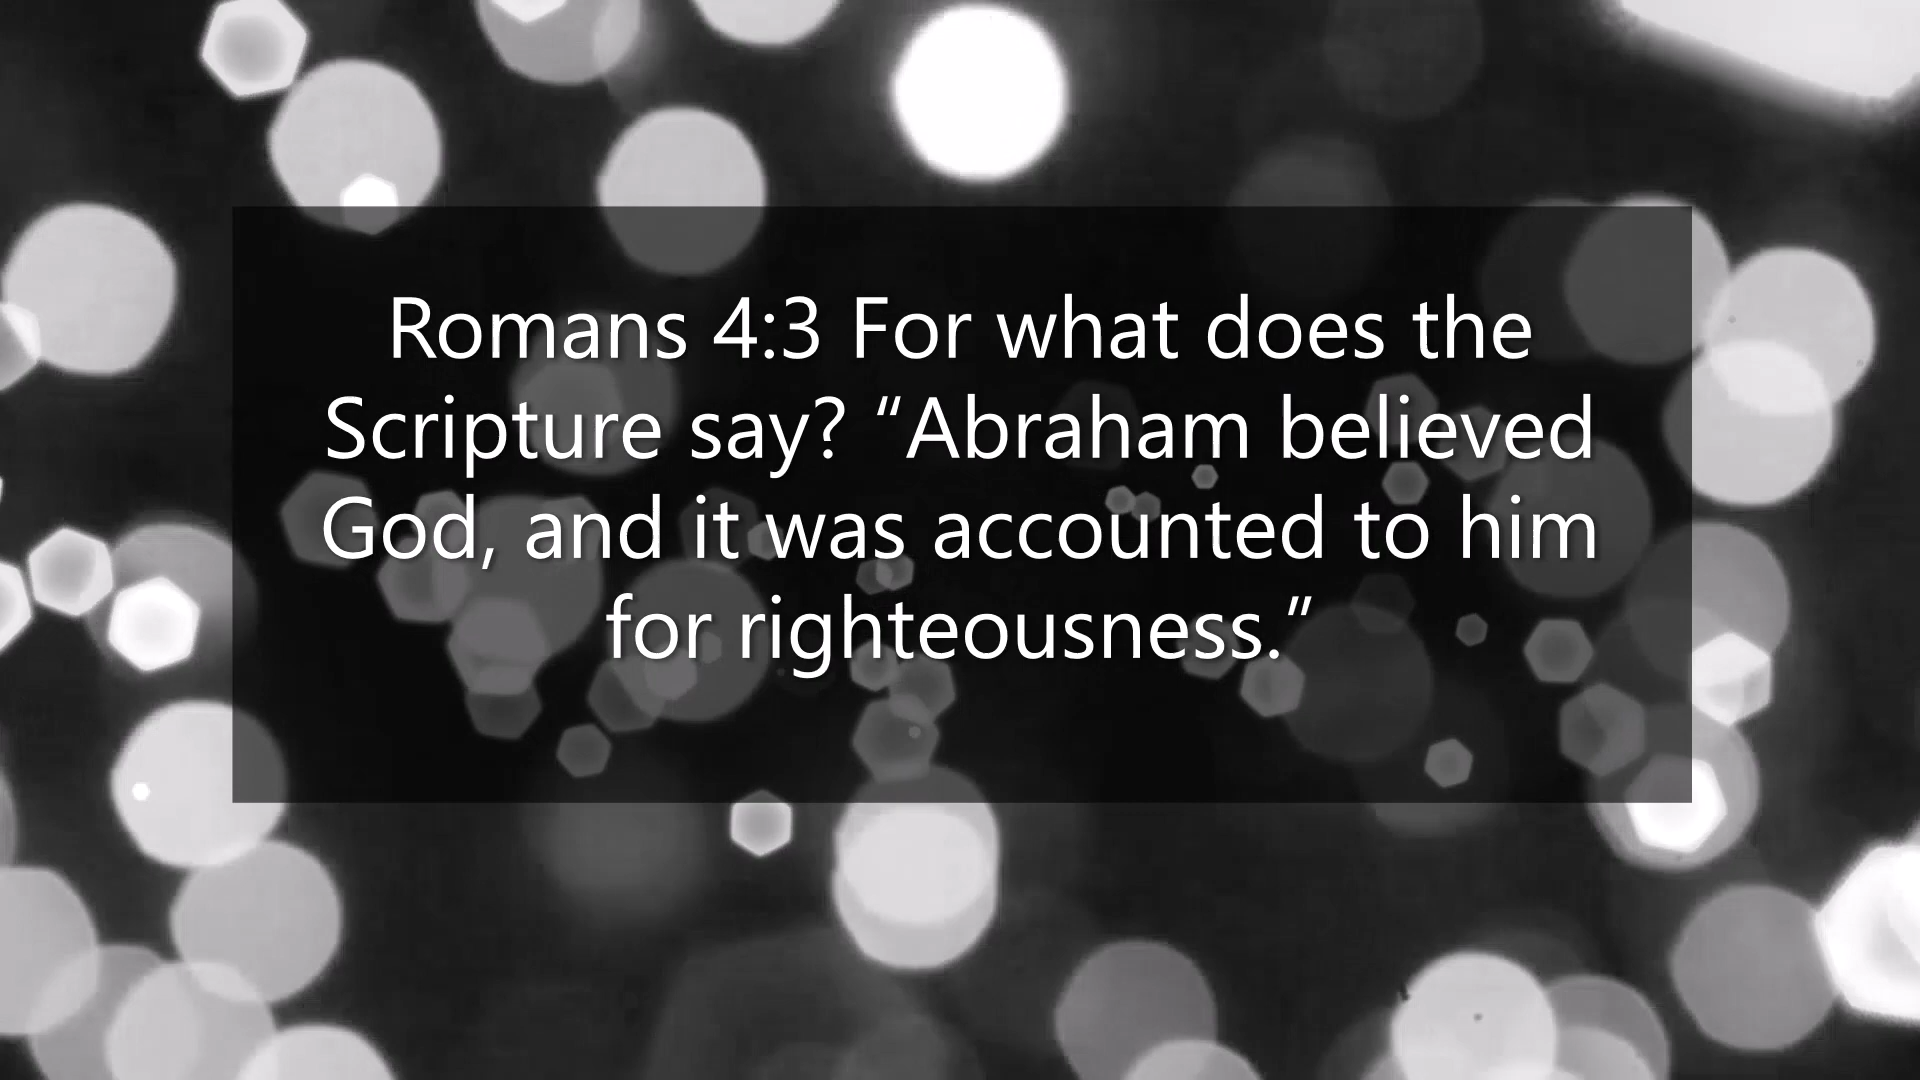 Romans 4:3 For what does the
Scripture say? “Abraham believed
God, and it was accounted to him
for righteousness.”